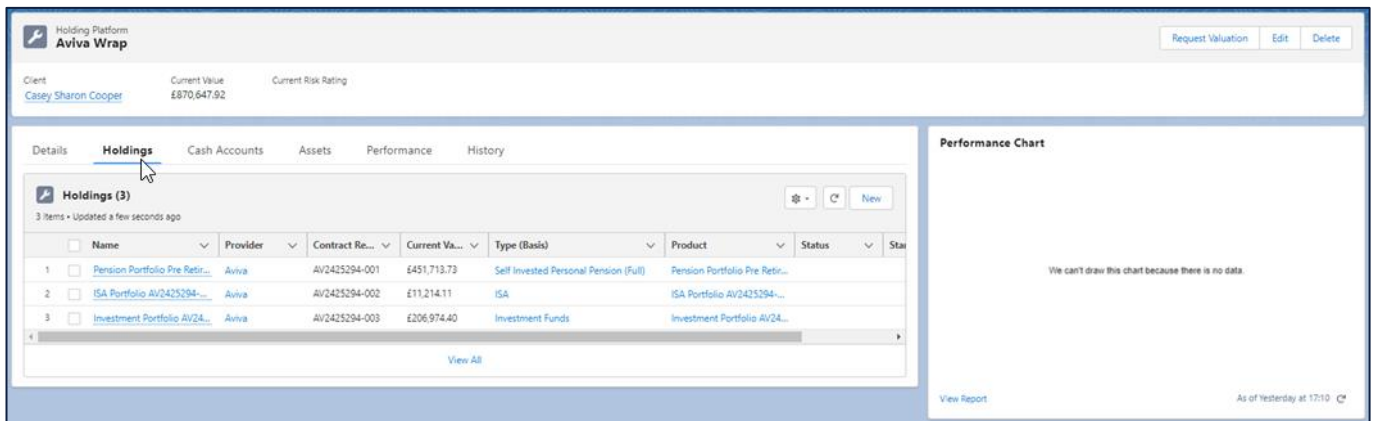 Holding Platform
Aviva Wrap
Request Valuation Edit Delete
Client Current Value Current Risk Rating
Casey Sharon Cooper £870,647.92
Details Holdings Cash Accounts Assets Performance History
Holdings (3)
New
3 items • Updated a few seconds ago
Name Provider Contract Re... Current Va... Type (Basis) Product Status Star
1 Pension Portfolio Pre Retir... Aviva AV2425294-001 £451,713.73 Self Invested Personal Pension (Full) Pension Portfolio Pre Retir...
2 ISA Portfolio AV2425294-... Aviva AV2425294-002 £11,214.11 ISA ISA Portfolio AV2425294-...
3 Investment Portfolio AV24... Aviva AV2425294-003 £206,974.40 Investment Funds Investment Portfolio AV24...
View All
Performance Chart
We can't draw this chart because there is no data.
View Report As of Yesterday at 17:10